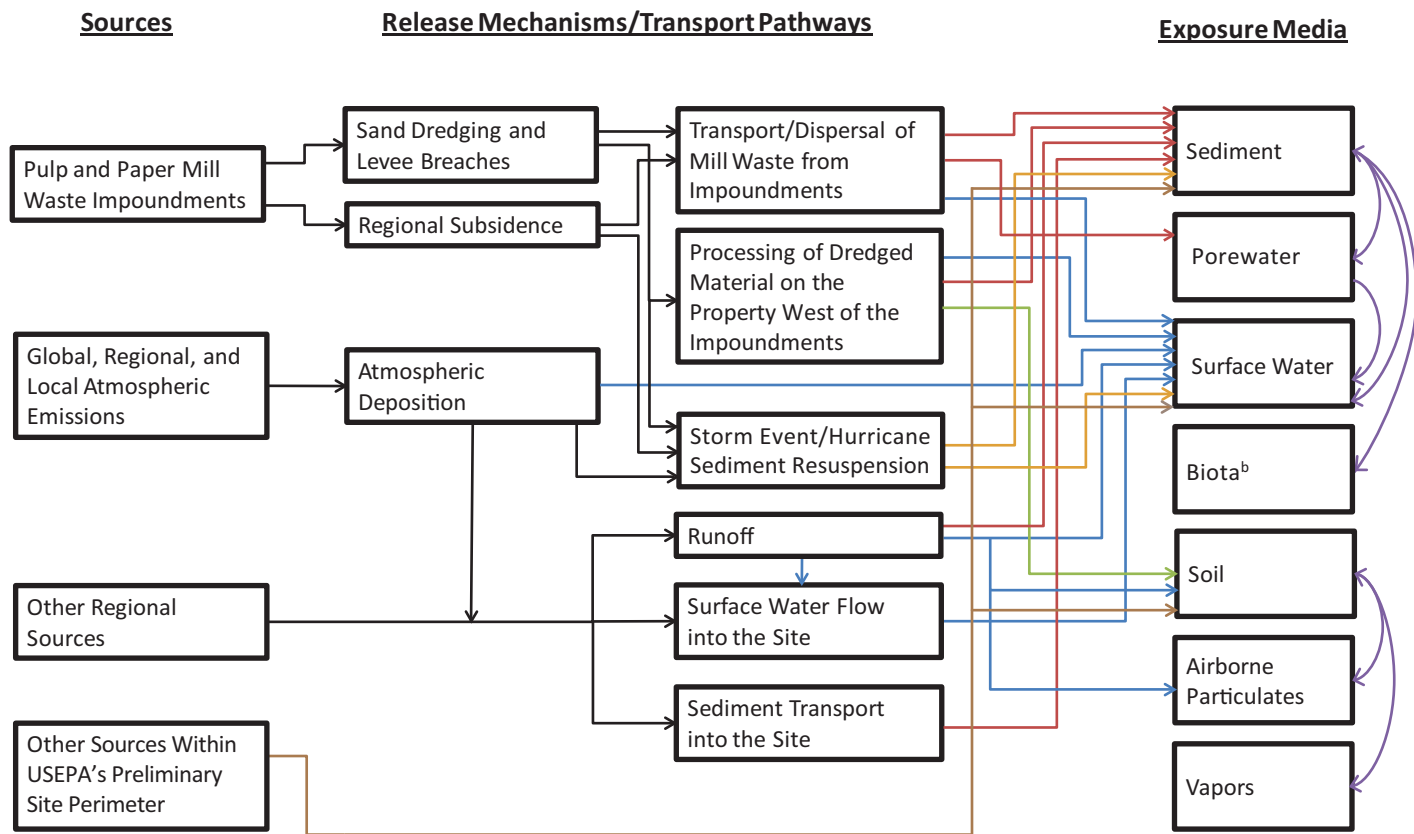 Sources
Release Mechanisms/Transport Pathways
Exposure Media
Pulp and Paper Mill
Waste Impoundments
Global, Regional, and
Local Atmospheric
Emissions
Other Regional
Sources
Other Sources Within
USEPA's Preliminary
Site Perimeter
Sand Dredging and
Levee Breaches
Regional Subsidence
Atmospheric
Deposition
Transport/Dispersal of
Mill Waste from
Impoundments
Processing of Dredged
Material on the
Property West of the
Impoundments
Storm Event/Hurricane
Sediment Resuspension
Runoff
Surface Water Flow
into the Site
Sediment Transport
into the Site
Sediment
Porewater
Surface Water
Biotaᵇ
Soil
Airborne
Particulates
Vapors